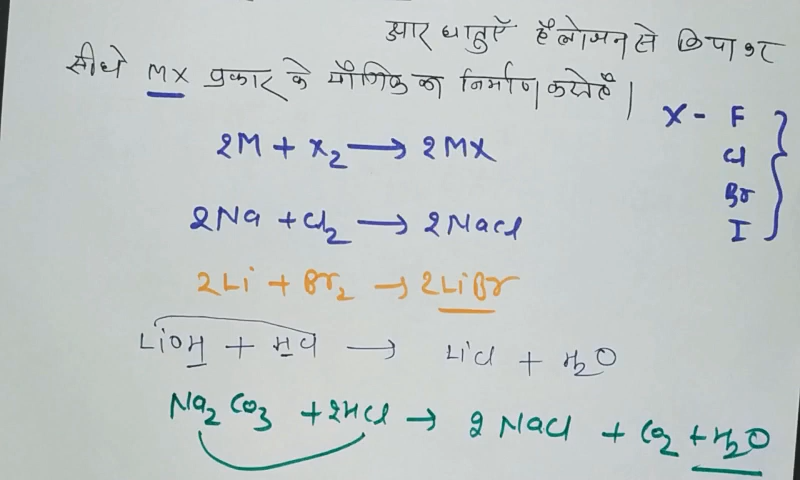 क्षार धातुएँ हैलोजन से क्रिया कर
सीधे MX प्रकार के यौगिक का निर्माण करते हैं।
X - F
Cl
Br
I
2M + X₂ → 2MX
2Na + Cl₂ → 2NaCl
2Li + Br₂ → 2LiBr
LiOH + HCl → LiCl + H₂O
Na₂CO₃ + 2HCl → 2NaCl + CO₂ + H₂O